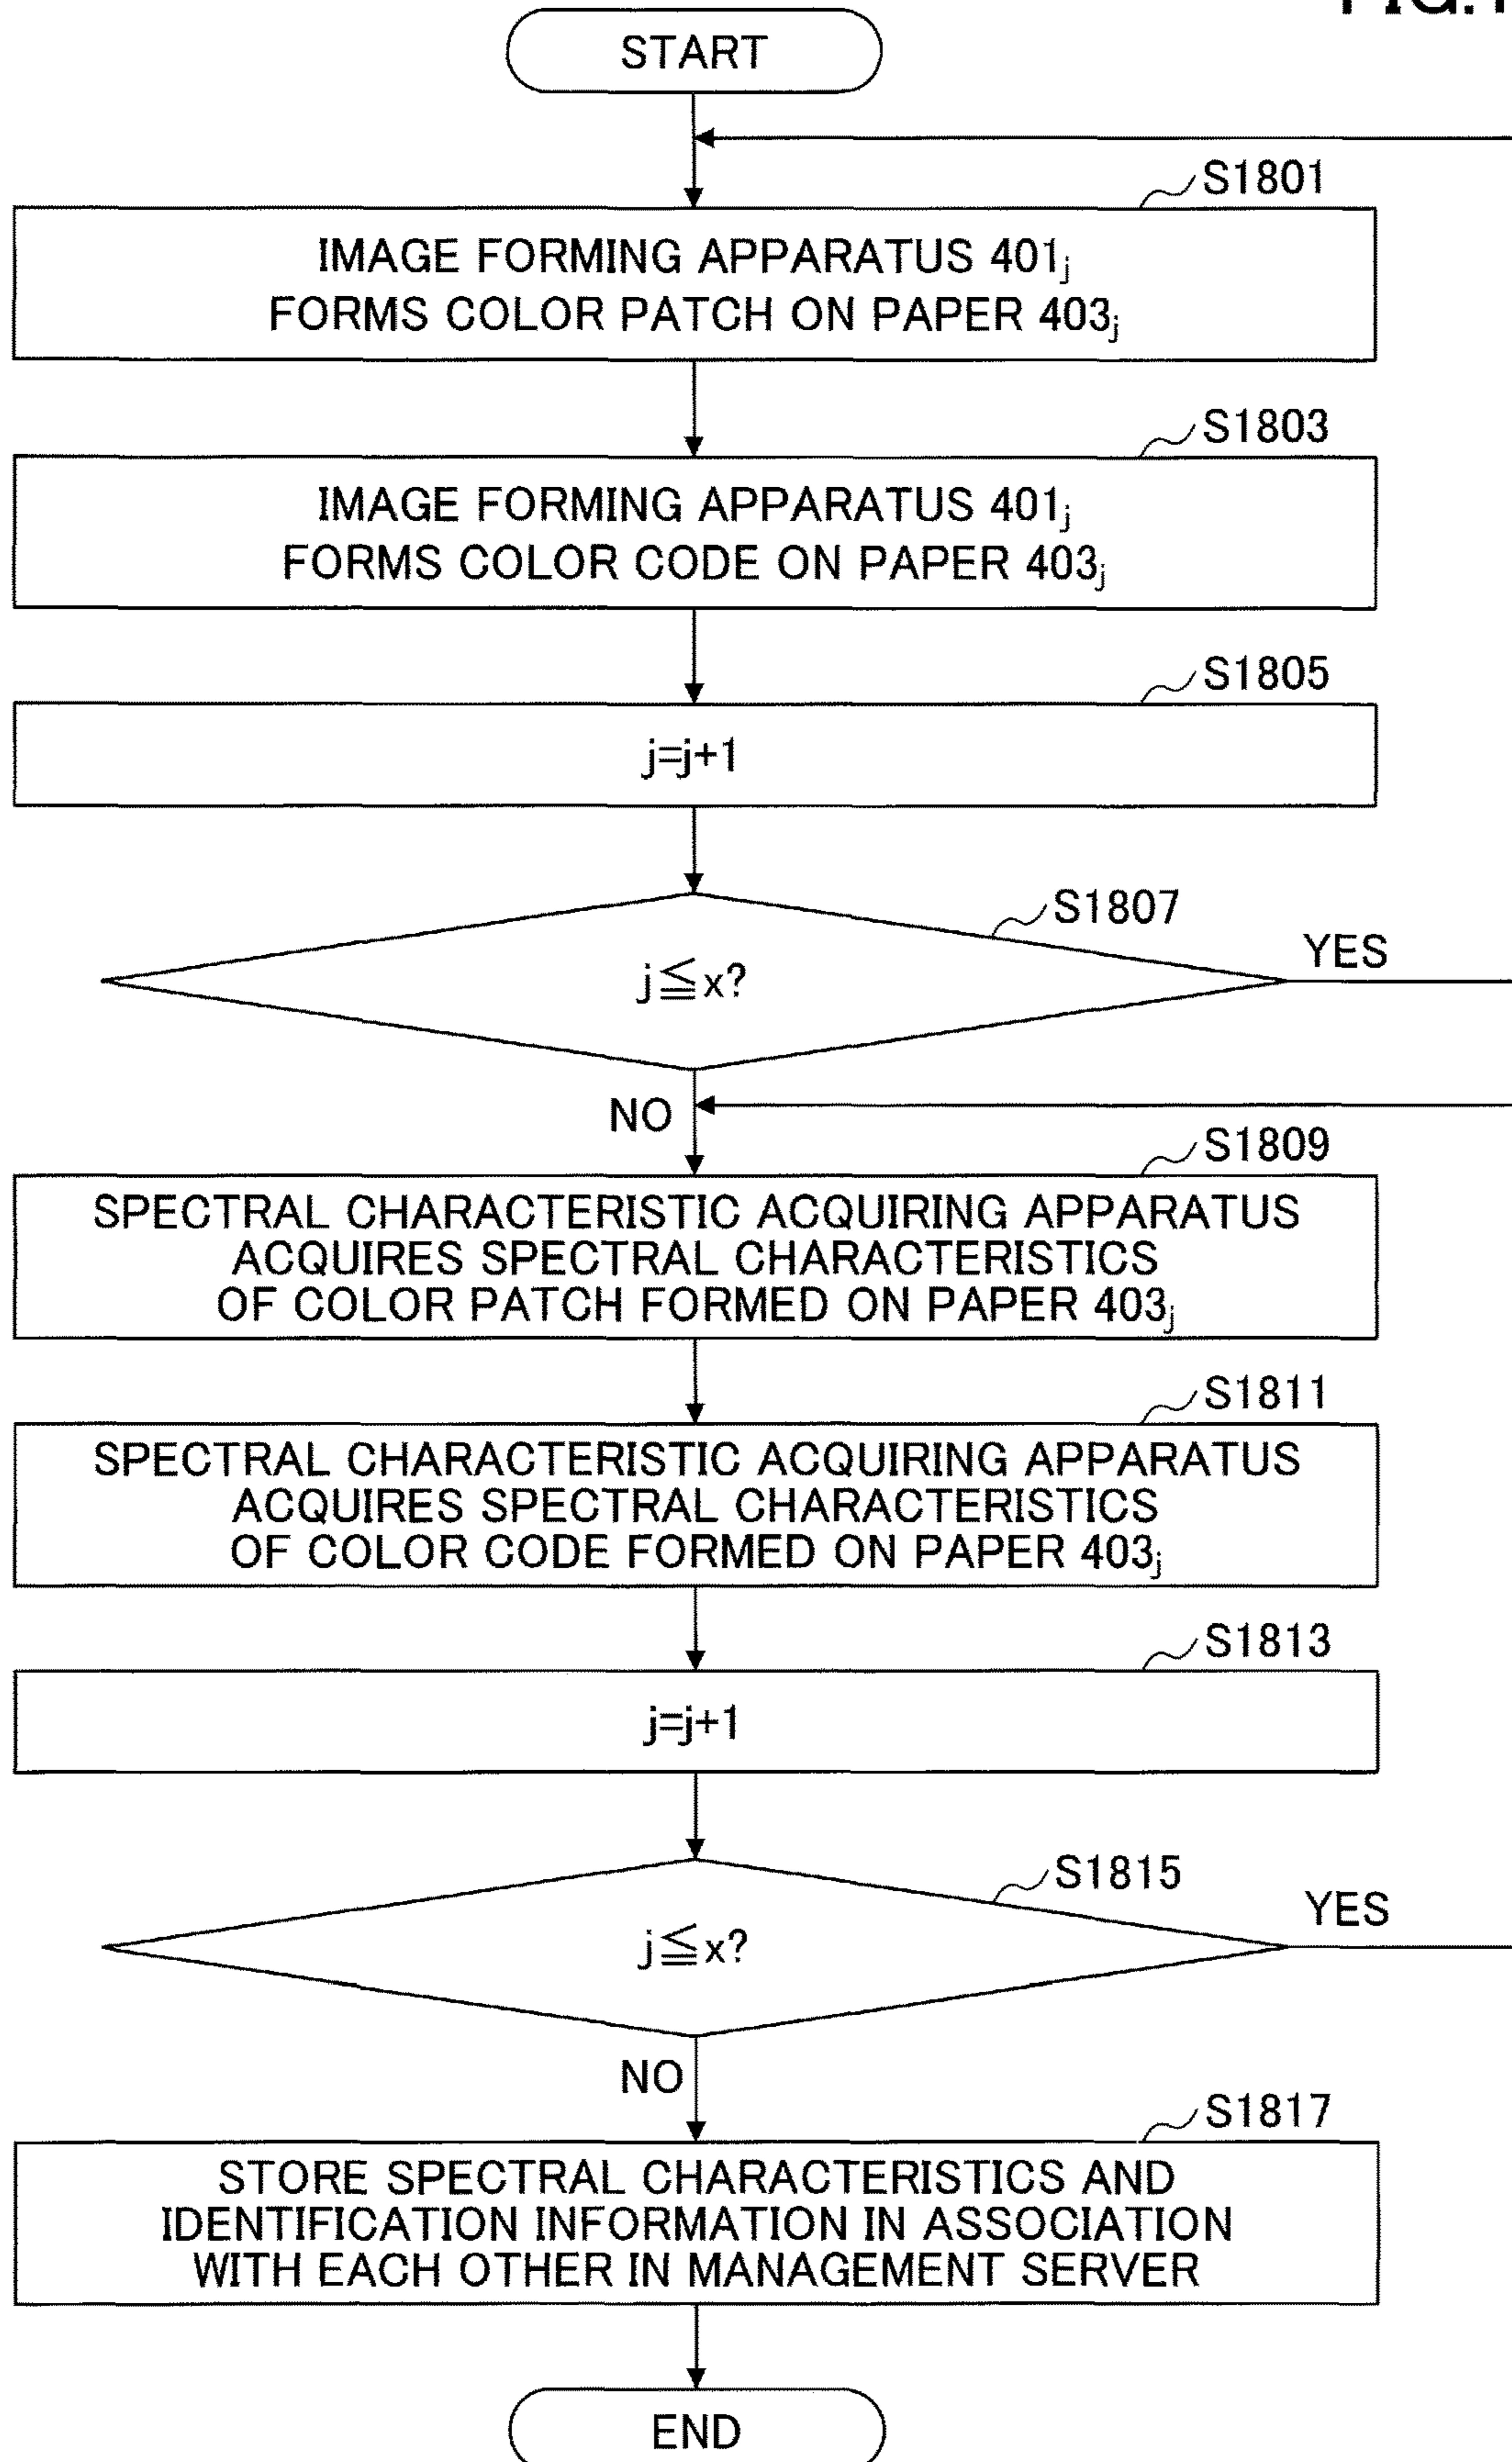 FIG.1
START
S1801
IMAGE FORMING APPARATUS 401j
FORMS COLOR PATCH ON PAPER 403j
S1803
IMAGE FORMING APPARATUS 401j
FORMS COLOR CODE ON PAPER 403j
S1805
j=j+1
S1807
j≦x?
YES
NO
S1809
SPECTRAL CHARACTERISTIC ACQUIRING APPARATUS
ACQUIRES SPECTRAL CHARACTERISTICS
OF COLOR PATCH FORMED ON PAPER 403j
S1811
SPECTRAL CHARACTERISTIC ACQUIRING APPARATUS
ACQUIRES SPECTRAL CHARACTERISTICS
OF COLOR CODE FORMED ON PAPER 403j
S1813
j=j+1
S1815
j≦x?
YES
NO
S1817
STORE SPECTRAL CHARACTERISTICS AND
IDENTIFICATION INFORMATION IN ASSOCIATION
WITH EACH OTHER IN MANAGEMENT SERVER
END